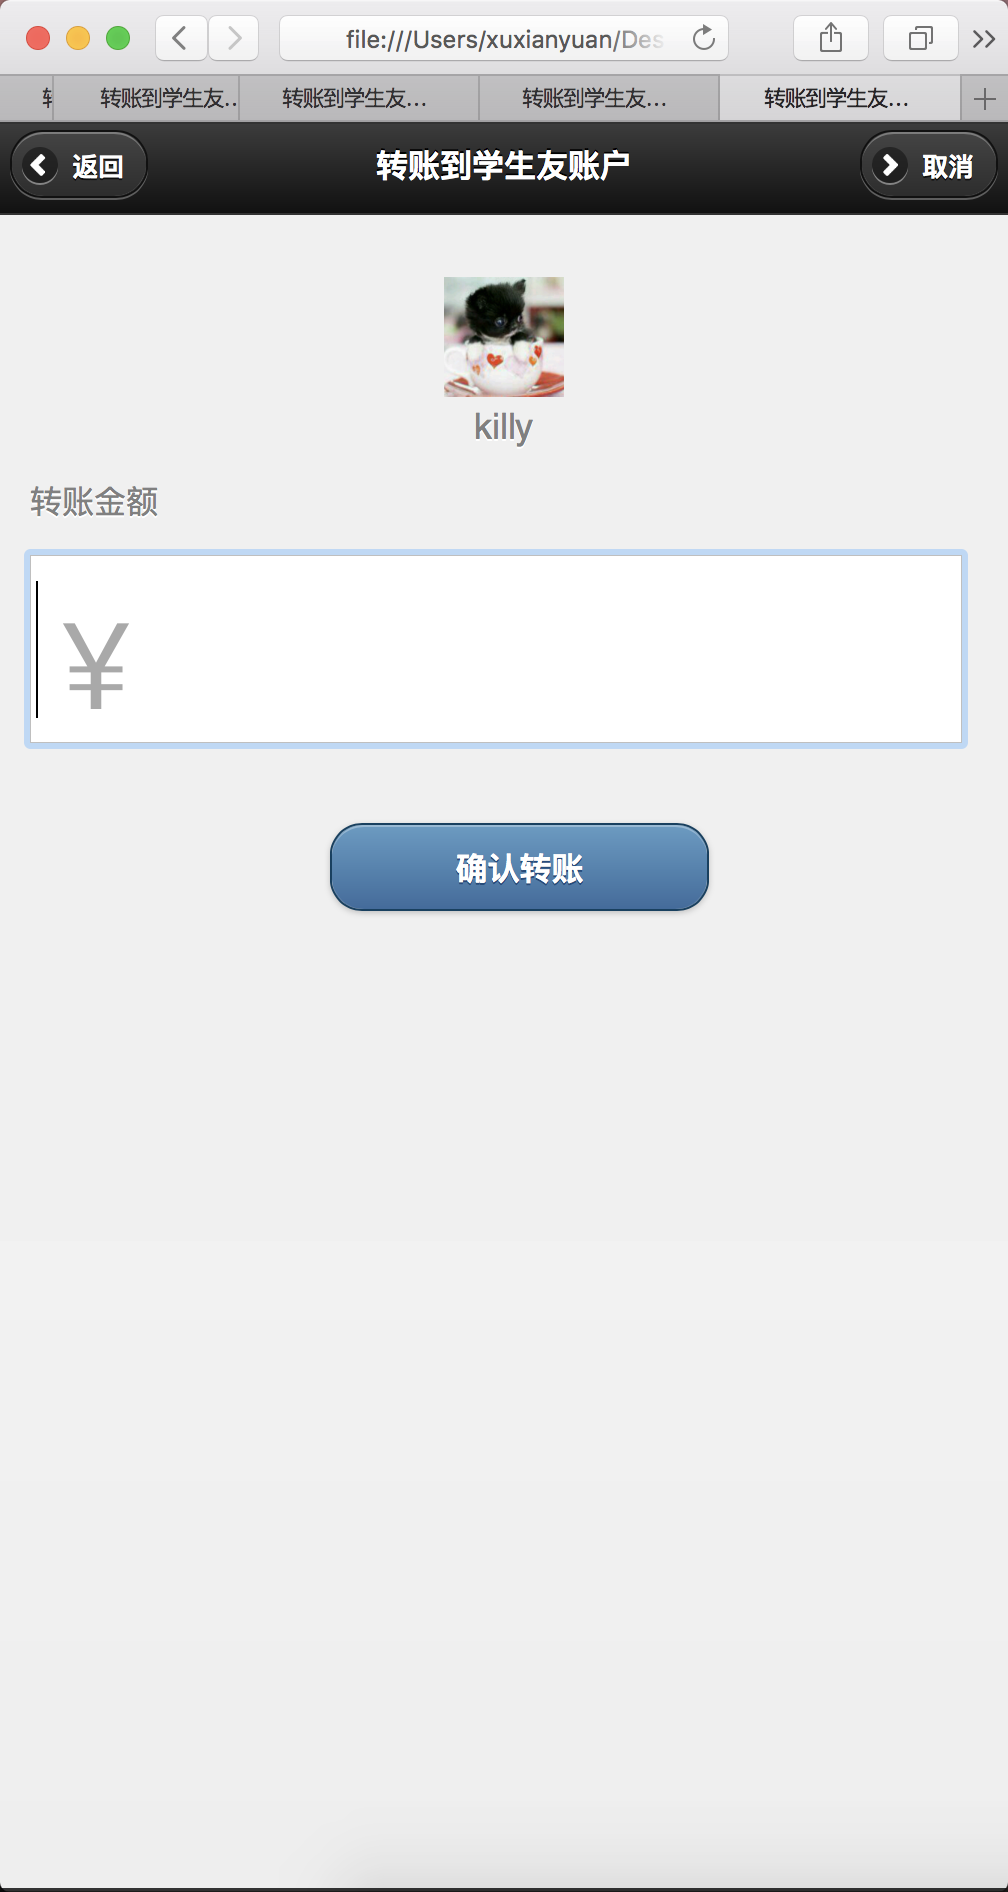 file:///Users/xuxianyuan/Des
转账到学生友... 转账到学生友... 转账到学生友... 转账到学生友...
返回 转账到学生友账户 取消
killy
转账金额
¥
确认转账